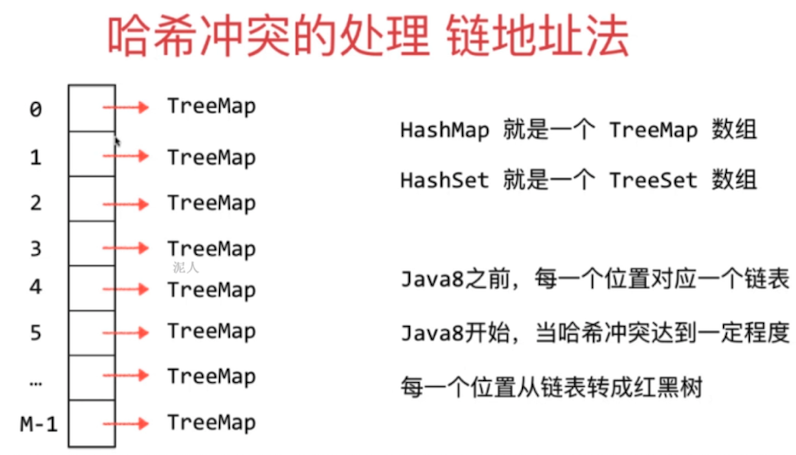 哈希冲突的处理 链地址法
0 TreeMap
1 TreeMap
2 TreeMap
3 TreeMap
泥人
4 TreeMap
5 TreeMap
… TreeMap
M-1 TreeMap
HashMap 就是一个 TreeMap 数组
HashSet 就是一个 TreeSet 数组
Java8之前，每一个位置对应一个链表
Java8开始，当哈希冲突达到一定程度
每一个位置从链表转成红黑树